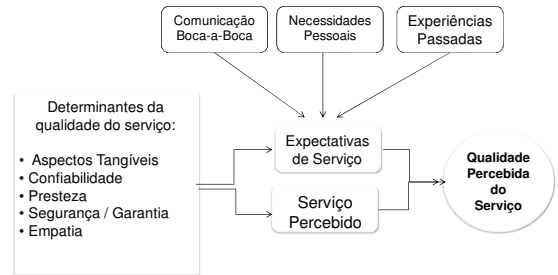 Comunicação
Boca-a-Boca
Necessidades
Pessoais
Experiências
Passadas
Determinantes da
qualidade do serviço:
• Aspectos Tangíveis
• Confiabilidade
• Presteza
• Segurança / Garantia
• Empatia
Expectativas
de Serviço
Serviço
Percebido
Qualidade
Percebida
do
Serviço